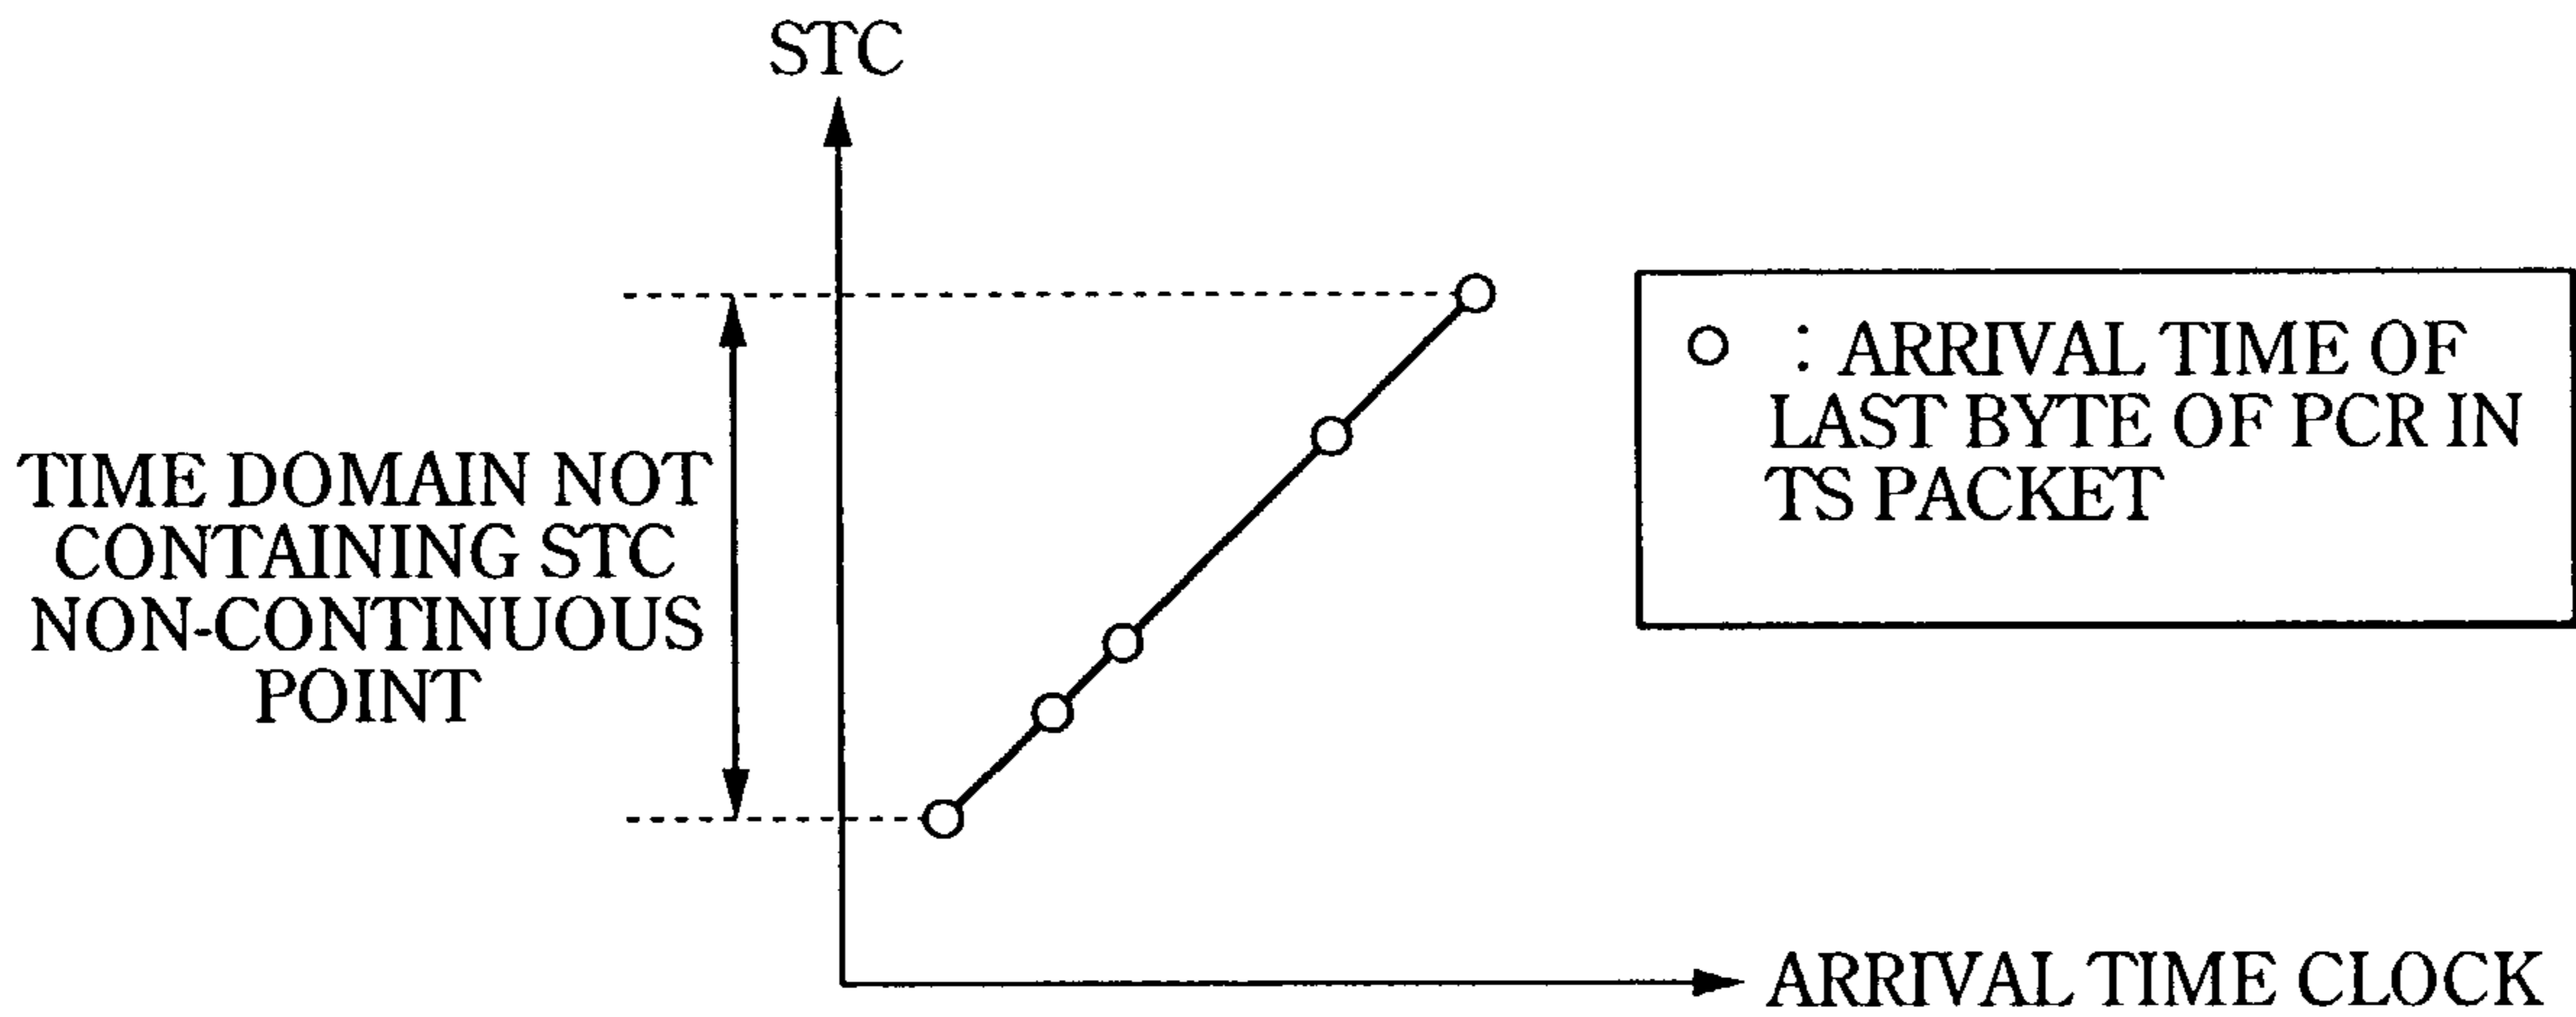 STC
TIME DOMAIN NOT
CONTAINING STC
NON-CONTINUOUS
POINT
: ARRIVAL TIME OF
LAST BYTE OF PCR IN
TS PACKET
ARRIVAL TIME CLOCK